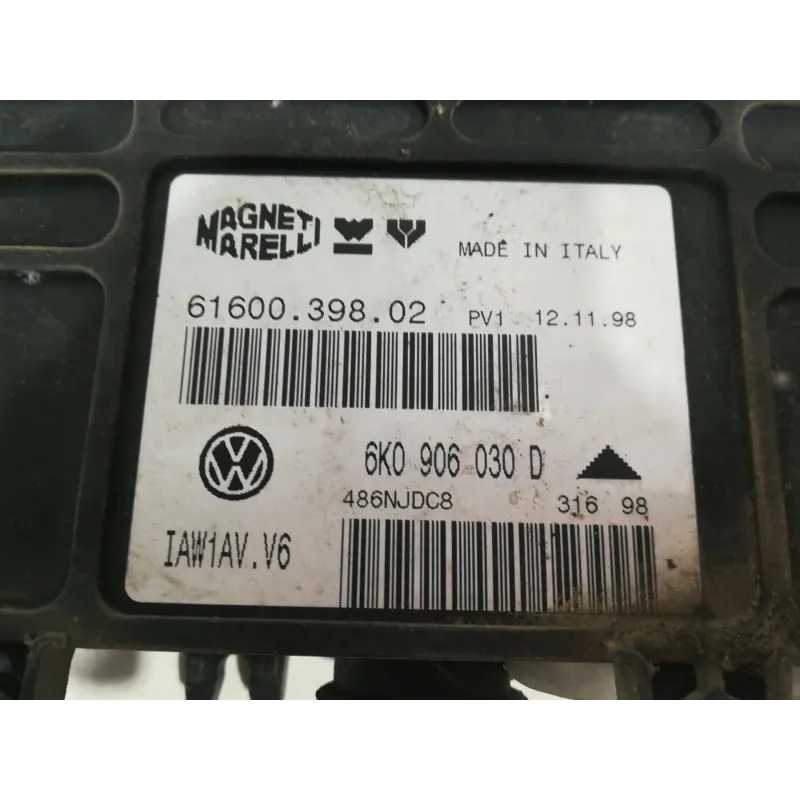 MAGNETI
MARELLI
MADE IN ITALY
61600.398.02 PV1 12.11.98
6K0 906 030 D
486NJDC8 316 98
IAW1AV.V6